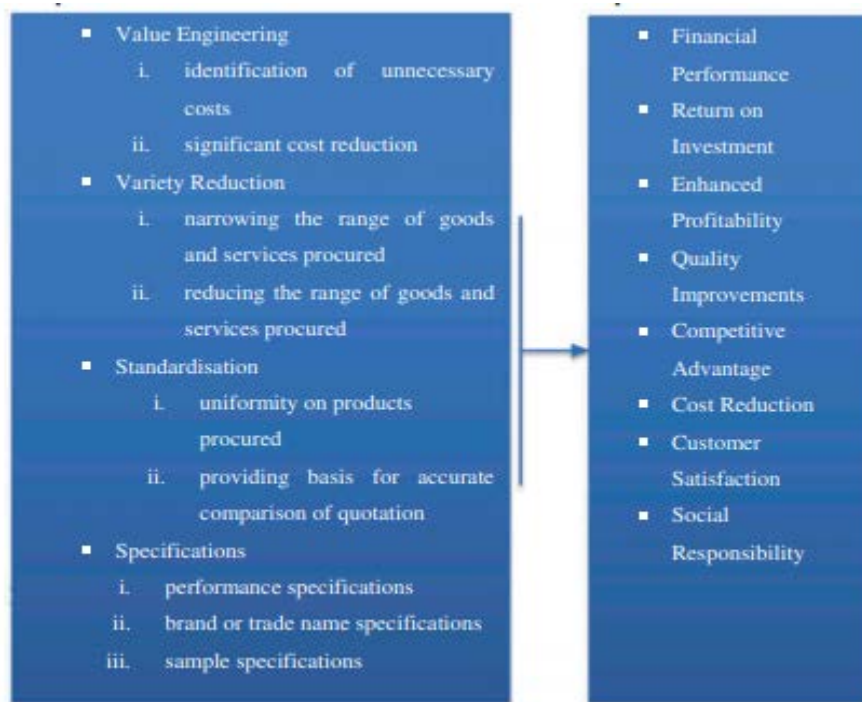 ▪ Value Engineering
i. identification of unnecessary
costs
ii. significant cost reduction
▪ Variety Reduction
i. narrowing the range of goods
and services procured
ii. reducing the range of goods and
services procured
▪ Standardisation
i. uniformity on products
procured
ii. providing basis for accurate
comparison of quotation
▪ Specifications
i. performance specifications
ii. brand or trade name specifications
iii. sample specifications
▪ Financial
Performance
▪ Return on
Investment
▪ Enhanced
Profitability
▪ Quality
Improvements
▪ Competitive
Advantage
▪ Cost Reduction
▪ Customer
Satisfaction
▪ Social
Responsibility